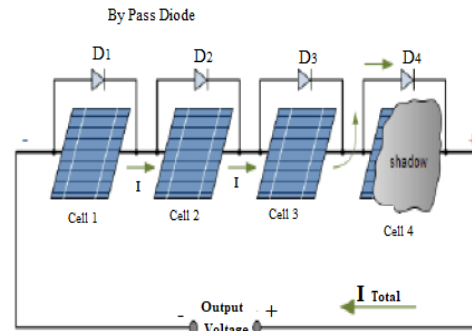 By Pass Diode
D1
D2
D3
D4
-
+
shadow
I
I
Cell 1
Cell 2
Cell 3
Cell 4
I Total
- Output +
Voltage